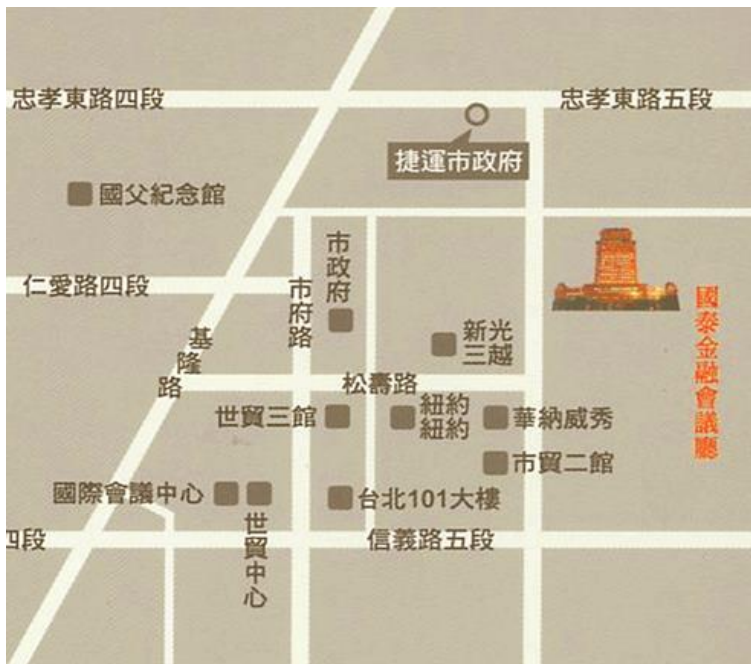 忠孝東路四段
忠孝東路五段
捷運市政府
國父紀念館
市政府
仁愛路四段
市府路
國泰金融會議廳
新光
三越
基隆路
松壽路
世貿三館
紐約
紐約
華納威秀
市貿二館
國際會議中心
世貿中心
台北101大樓
四段
信義路五段